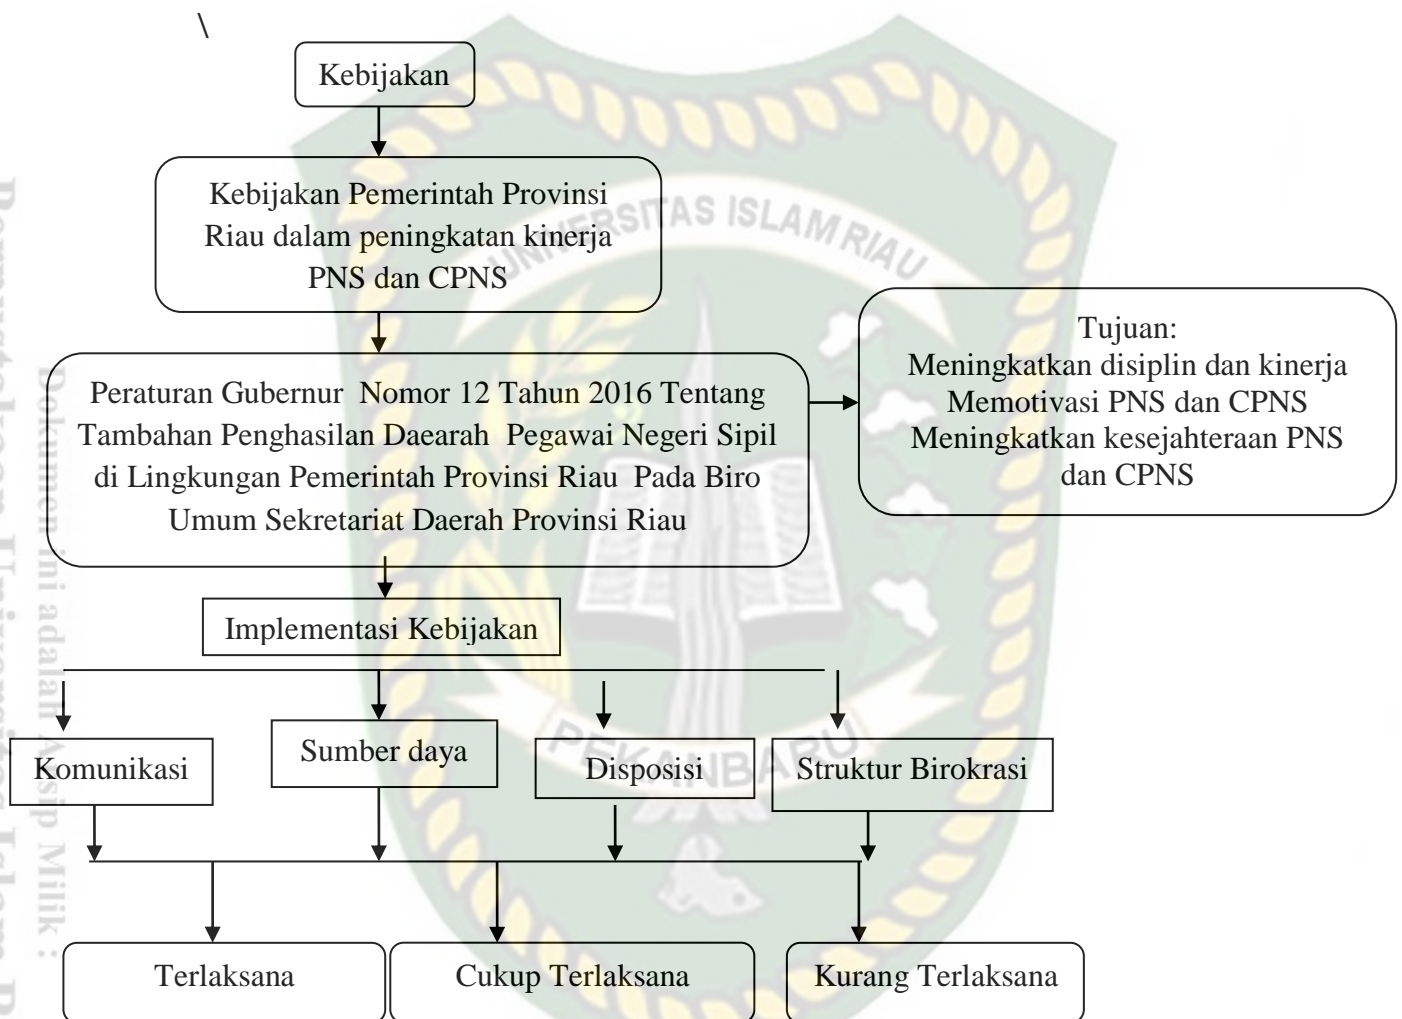 \
Kebijakan
Kebijakan Pemerintah Provinsi
Riau dalam peningkatan kinerja
PNS dan CPNS
Peraturan Gubernur Nomor 12 Tahun 2016 Tentang
Tambahan Penghasilan Daearah Pegawai Negeri Sipil
di Lingkungan Pemerintah Provinsi Riau Pada Biro
Umum Sekretariat Daerah Provinsi Riau
Tujuan:
Meningkatkan disiplin dan kinerja
Memotivasi PNS dan CPNS
Meningkatkan kesejahteraan PNS
dan CPNS
Implementasi Kebijakan
Komunikasi
Sumber daya
Disposisi
Struktur Birokrasi
Terlaksana
Cukup Terlaksana
Kurang Terlaksana
UNIVERSITAS ISLAM RIAU
PEKANBARU
Dokumen ini adalah Arsip Milik :